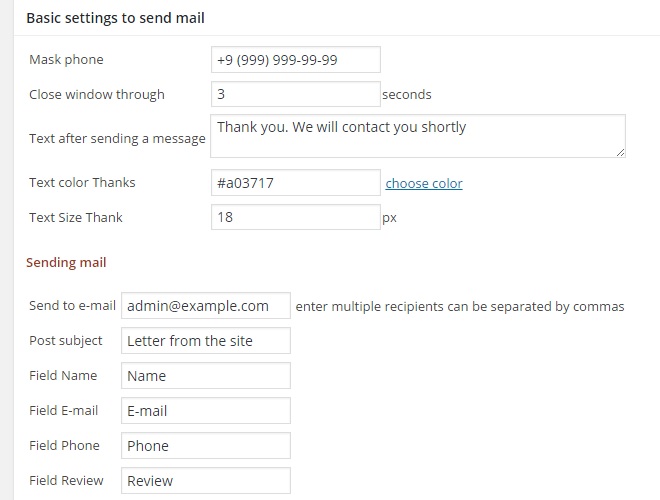 Basic settings to send mail
Mask phone +9 (999) 999-99-99
Close window through 3 seconds
Text after sending a message Thank you. We will contact you shortly
Text color Thanks #a03717 choose color
Text Size Thank 18 px
Sending mail
Send to e-mail admin@example.com enter multiple recipients can be separated by commas
Post subject Letter from the site
Field Name Name
Field E-mail E-mail
Field Phone Phone
Field Review Review